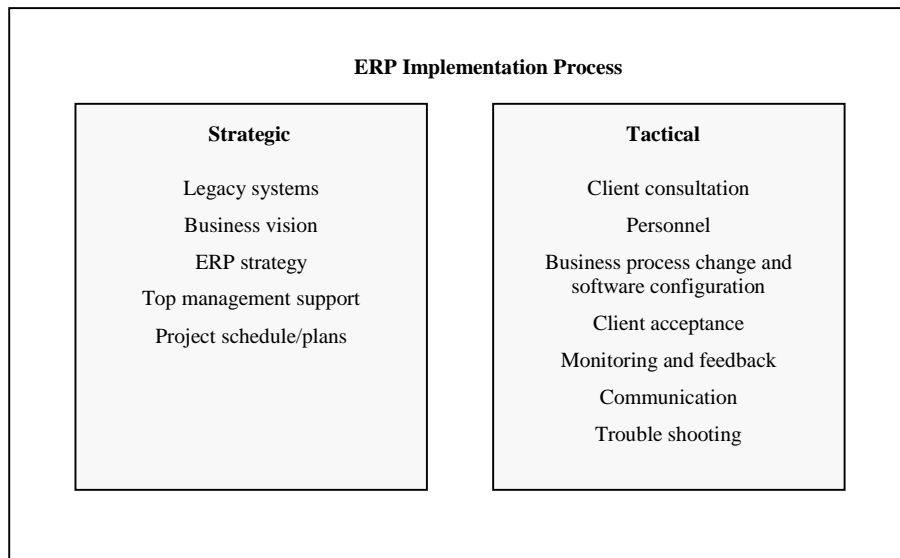 ERP Implementation Process
Strategic
Legacy systems
Business vision
ERP strategy
Top management support
Project schedule/plans
Tactical
Client consultation
Personnel
Business process change and
software configuration
Client acceptance
Monitoring and feedback
Communication
Trouble shooting